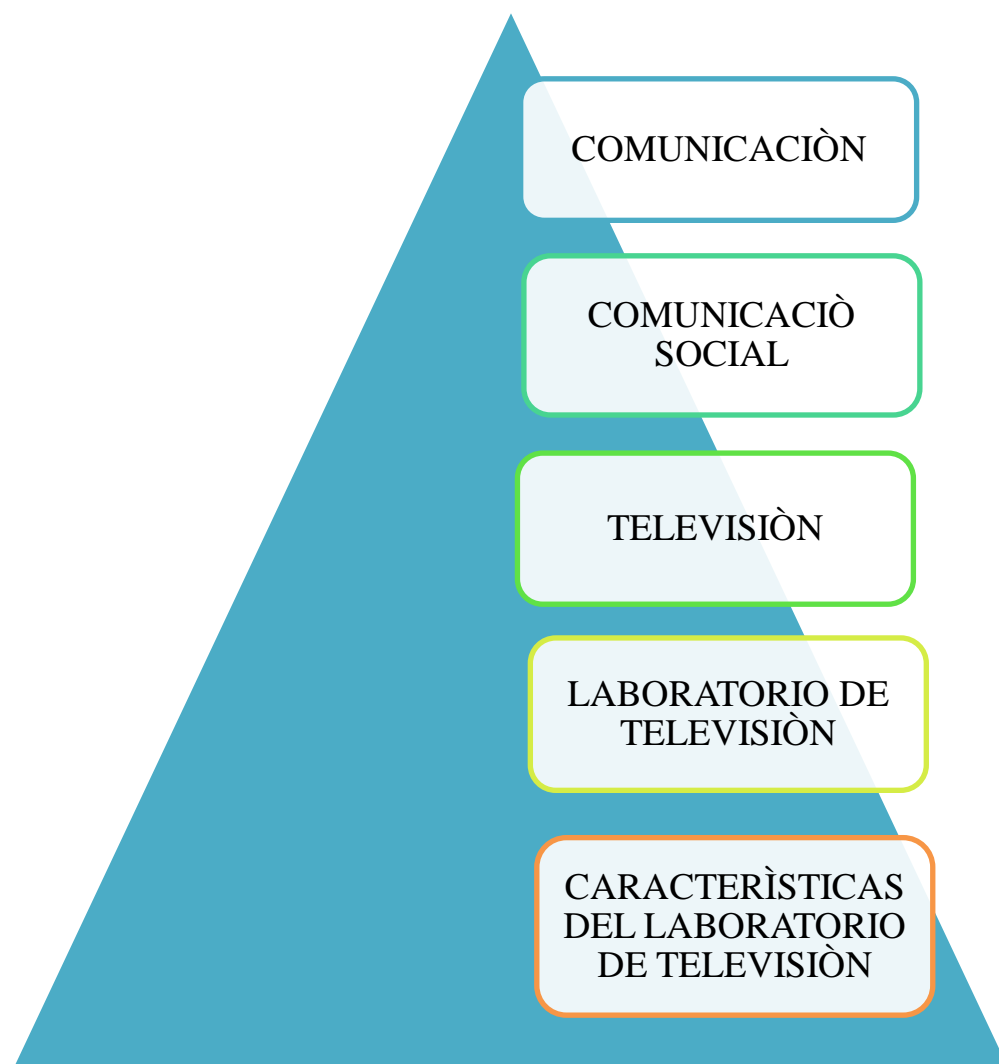 COMUNICACIÒN
COMUNICACIÒ
SOCIAL
TELEVISIÒN
LABORATORIO DE
TELEVISIÒN
CARACTERÌSTICAS
DEL LABORATORIO
DE TELEVISIÒN